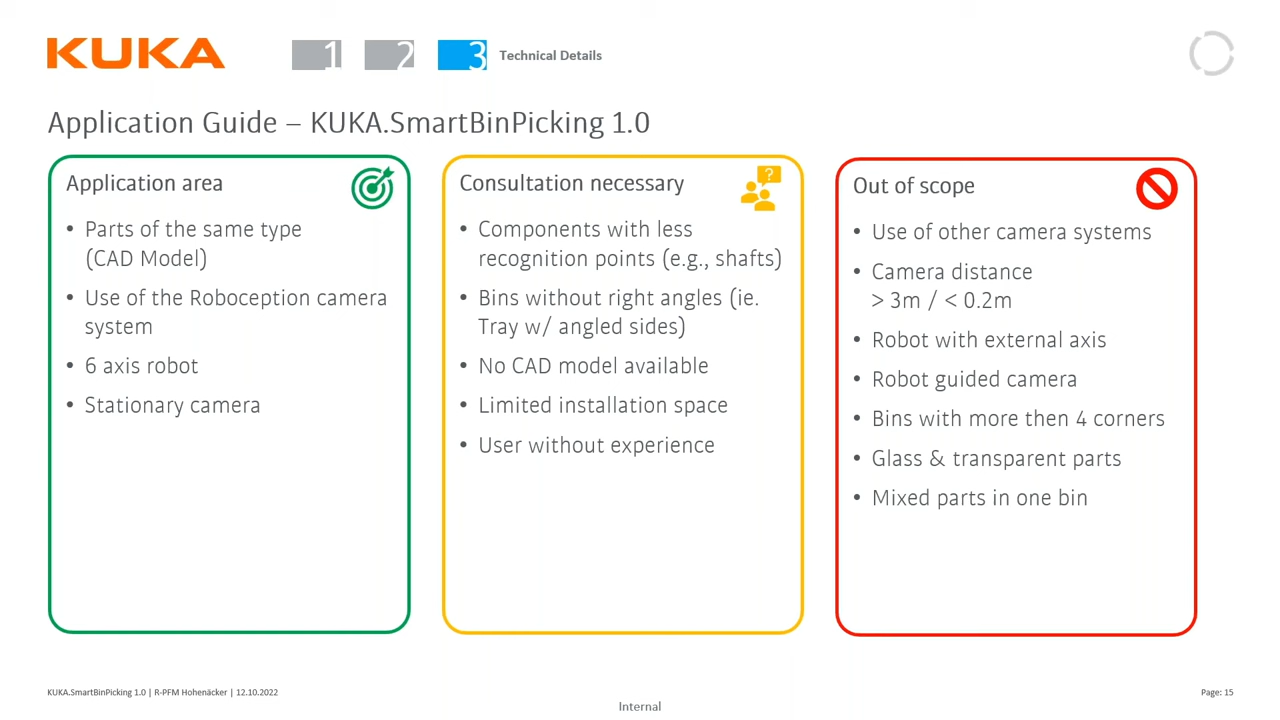 KUKA
1
2
3
Technical Details
Application Guide – KUKA.SmartBinPicking 1.0
Application area
• Parts of the same type
(CAD Model)
• Use of the Roboception camera
system
• 6 axis robot
• Stationary camera
Consultation necessary
?
• Components with less
recognition points (e.g., shafts)
• Bins without right angles (ie.
Tray w/ angled sides)
• No CAD model available
• Limited installation space
• User without experience
Out of scope
• Use of other camera systems
• Camera distance
> 3m / < 0.2m
• Robot with external axis
• Robot guided camera
• Bins with more then 4 corners
• Glass & transparent parts
• Mixed parts in one bin
KUKA.SmartBinPicking 1.0 | R-PFM Hohenäcker | 12.10.2022
Page: 15
Internal